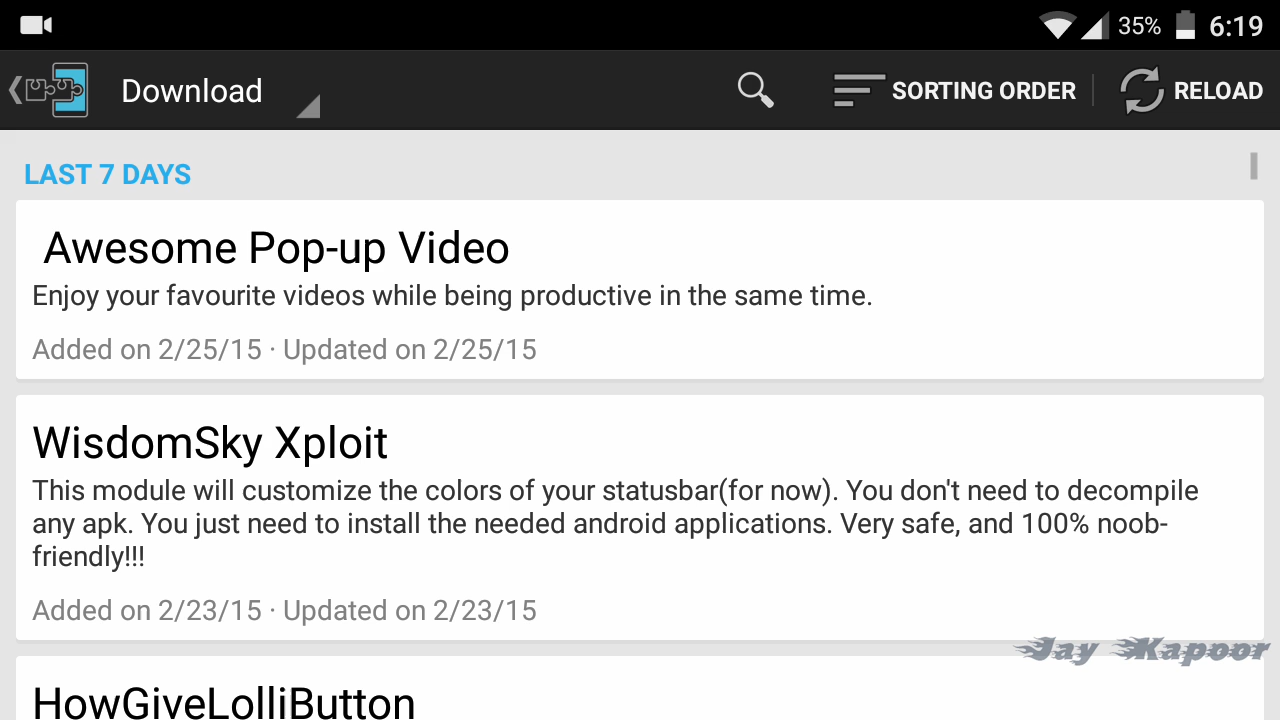 35% 6:19
Download SORTING ORDER RELOAD
LAST 7 DAYS
Awesome Pop-up Video
Enjoy your favourite videos while being productive in the same time.
Added on 2/25/15 · Updated on 2/25/15
WisdomSky Xploit
This module will customize the colors of your statusbar(for now). You don't need to decompile
any apk. You just need to install the needed android applications. Very safe, and 100% noob-
friendly!!!
Added on 2/23/15 · Updated on 2/23/15
Jay Kapoor
HowGiveLolliButton